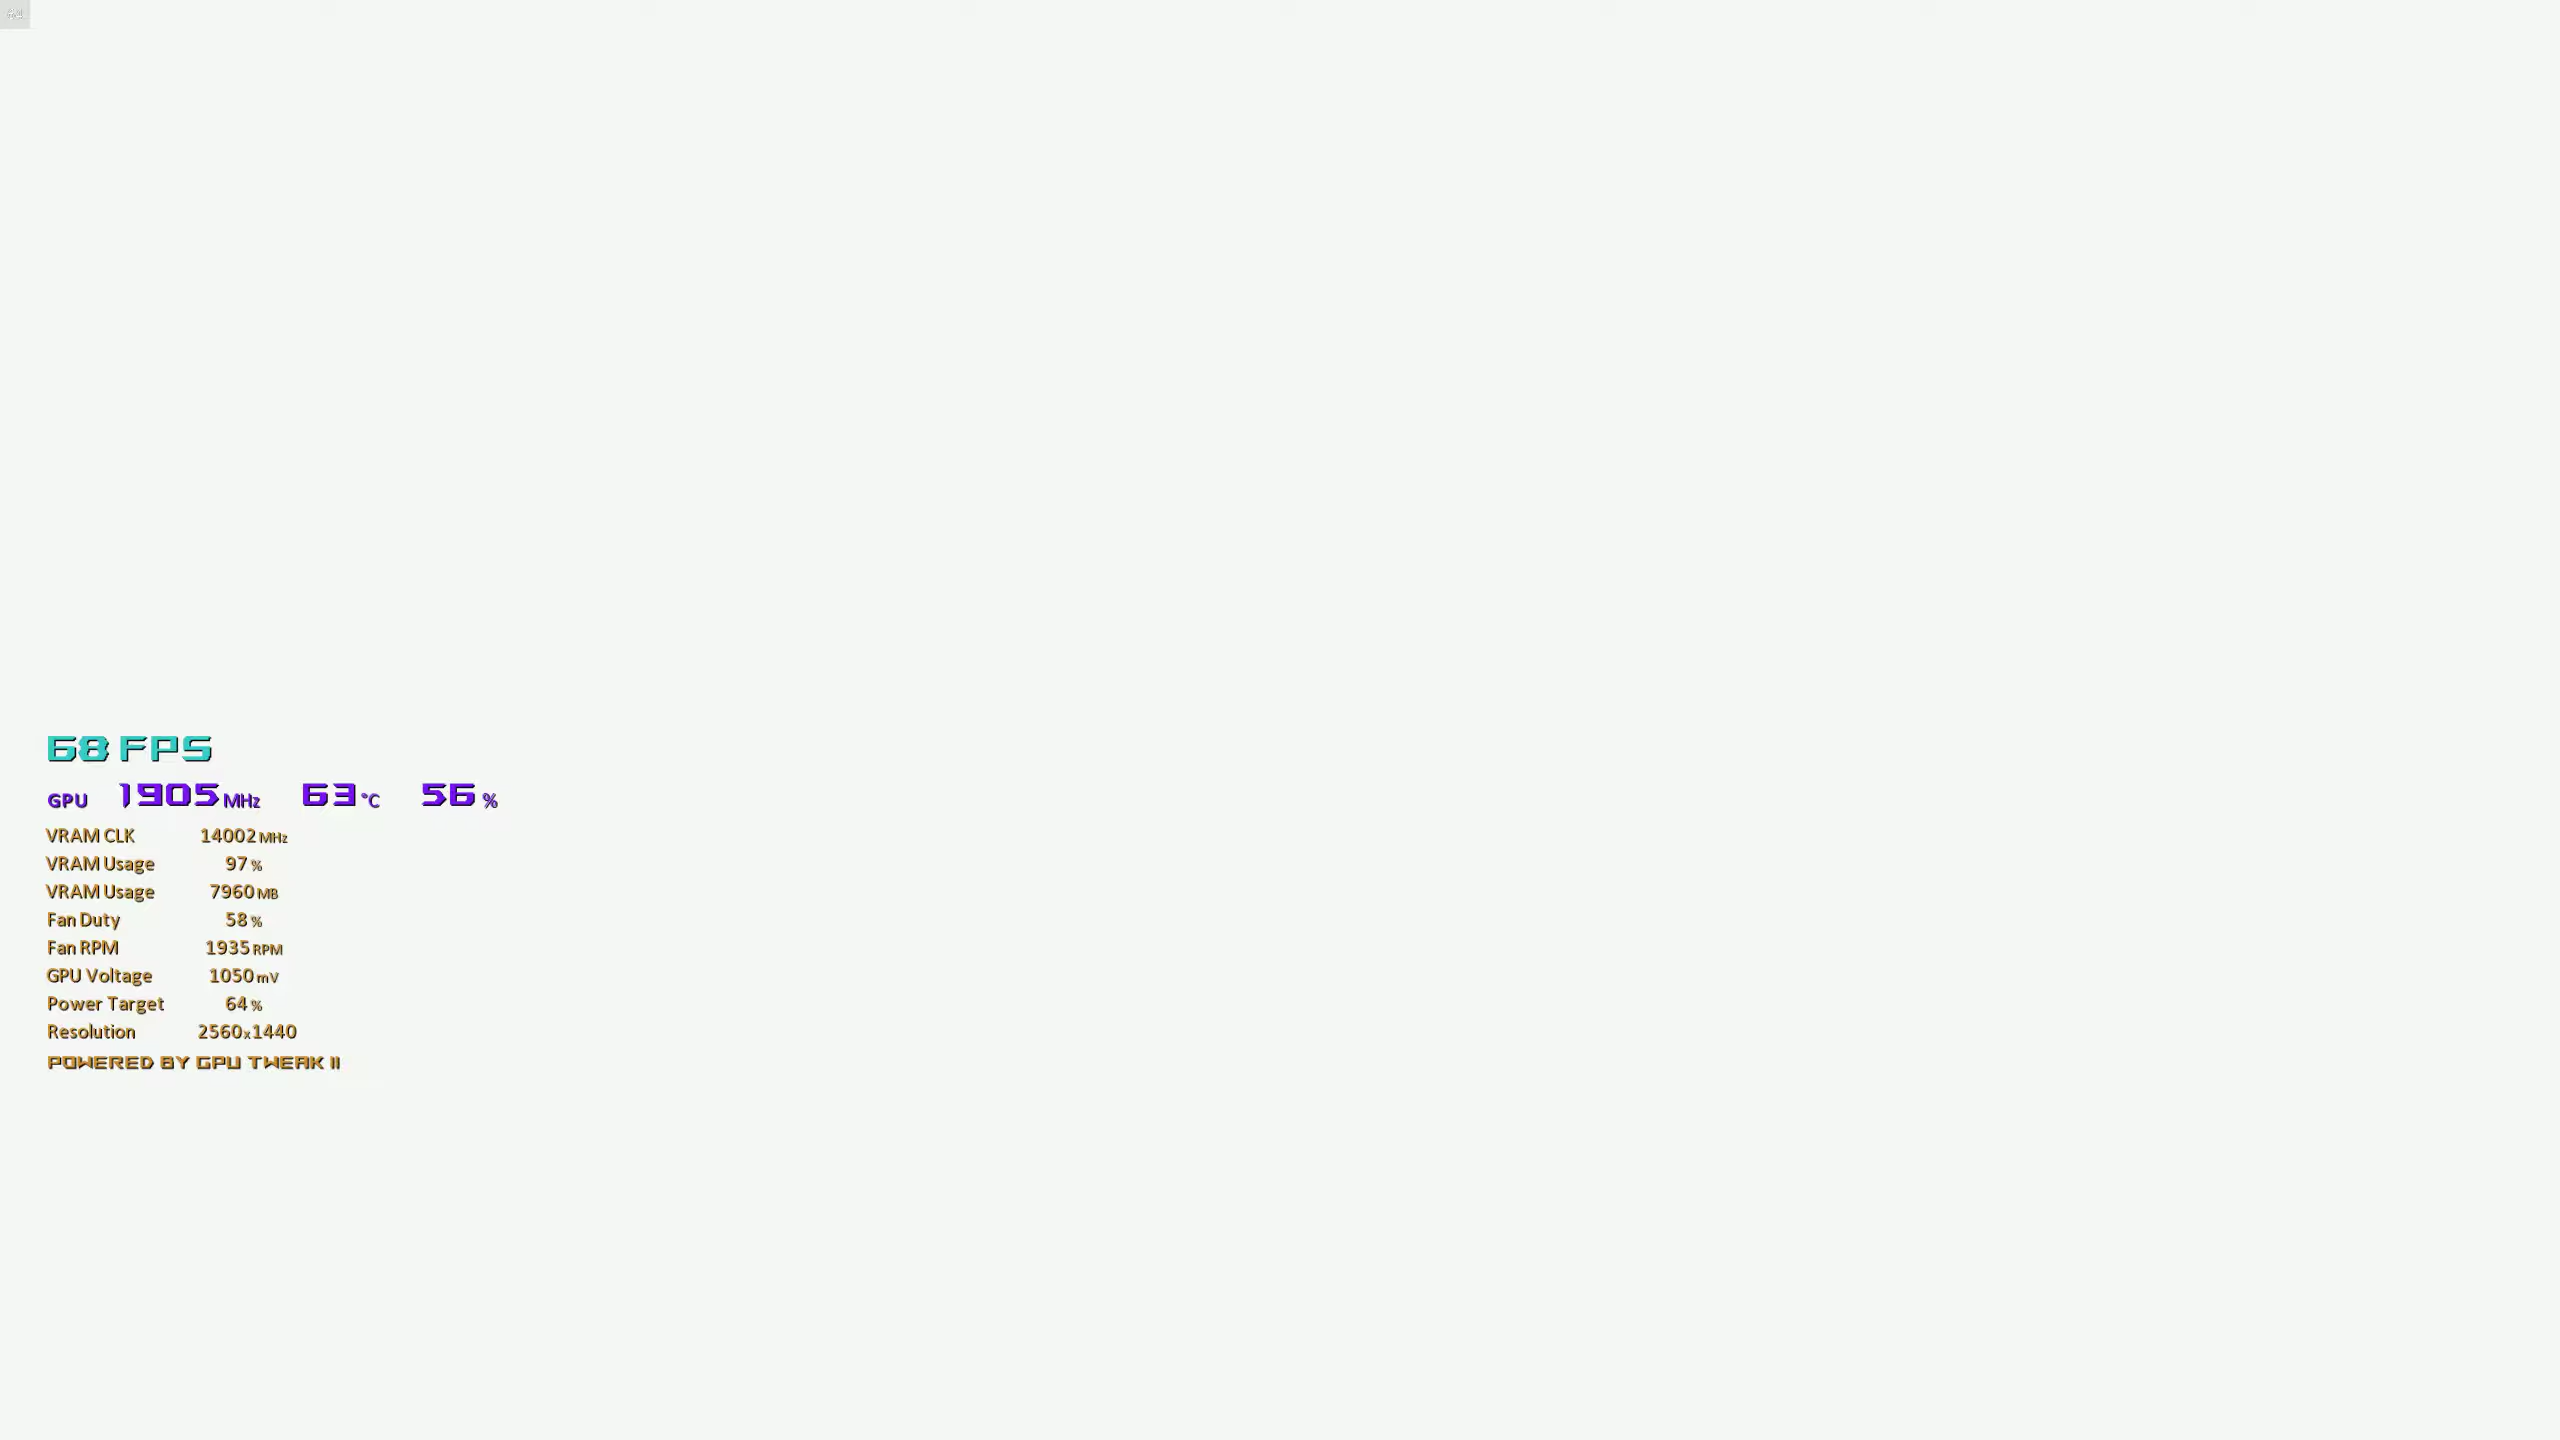 68 FPS
GPU 1905 MHz 63 °C 56 %
VRAM CLK 14002 MHz
VRAM Usage 97 %
VRAM Usage 7960 MB
Fan Duty 58 %
Fan RPM 1935 RPM
GPU Voltage 1050 mV
Power Target 64 %
Resolution 2560x1440
POWERED BY GPU TWEAK II